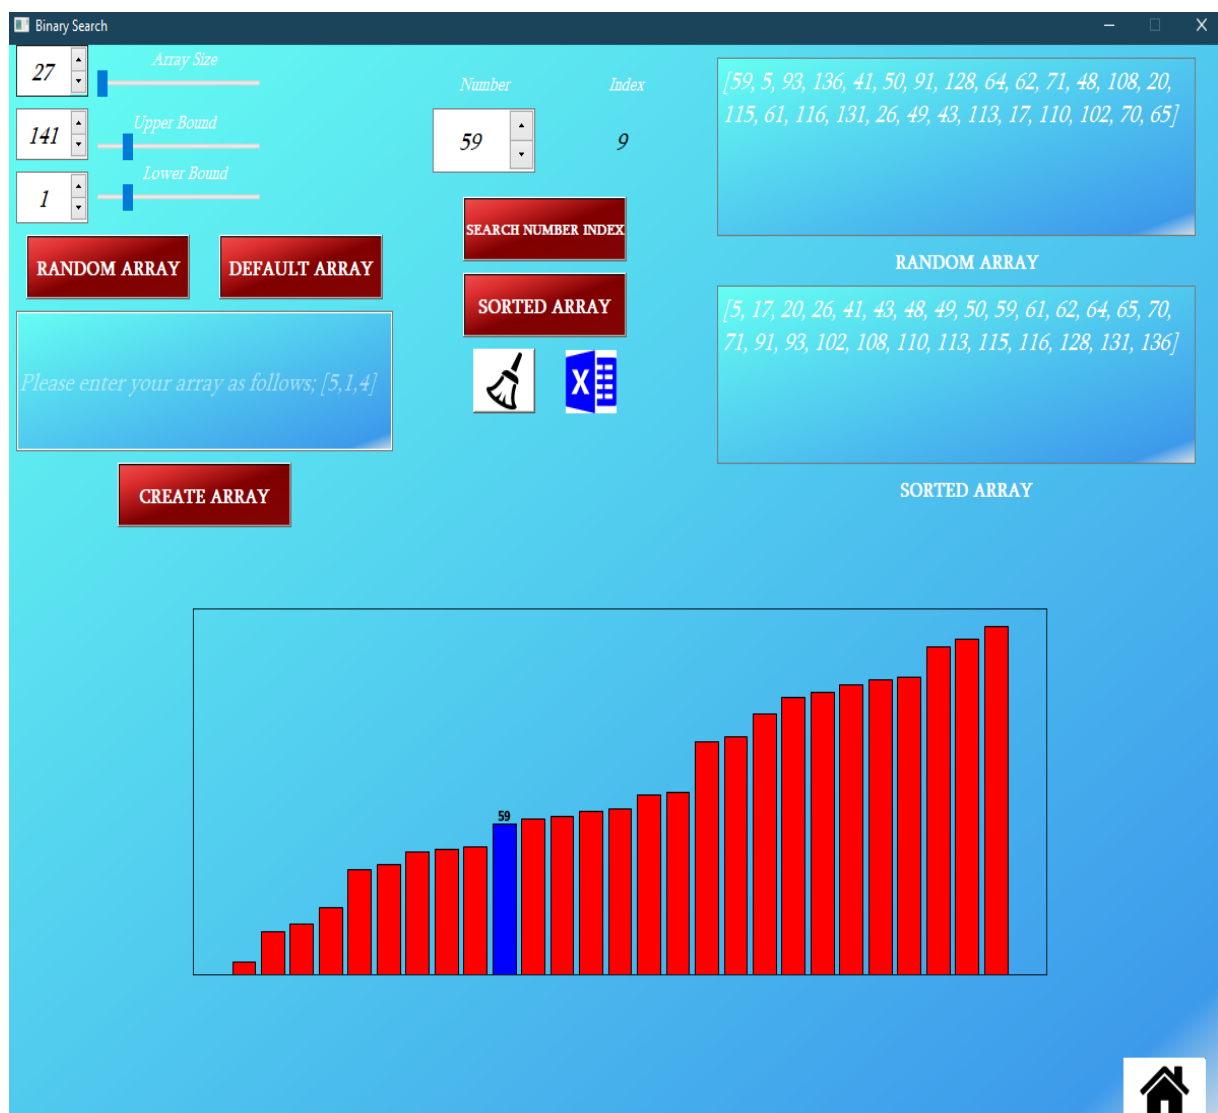 Binary Search
27
Array Size
141
Upper Bound
1
Lower Bound
RANDOM ARRAY
DEFAULT ARRAY
Please enter your array as follows; [5,1,4]
CREATE ARRAY
Number
Index
59
9
SEARCH NUMBER INDEX
SORTED ARRAY
X
[59, 5, 93, 136, 41, 50, 91, 128, 64, 62, 71, 48, 108, 20,
115, 61, 116, 131, 26, 49, 43, 113, 17, 110, 102, 70, 65]
RANDOM ARRAY
[5, 17, 20, 26, 41, 43, 48, 49, 50, 59, 61, 62, 64, 65, 70,
71, 91, 93, 102, 108, 110, 113, 115, 116, 128, 131, 136]
SORTED ARRAY
59